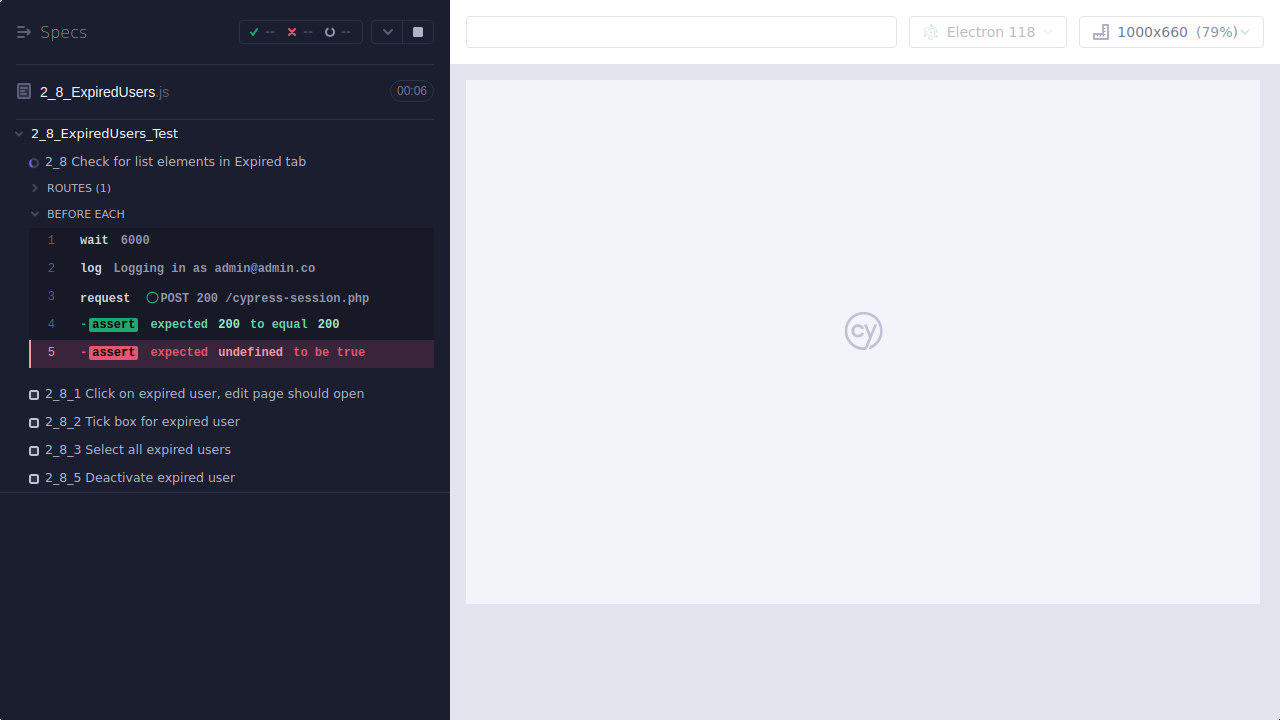 Specs -- -- --
2_8_ExpiredUsers.js 00:06
2_8_ExpiredUsers_Test
2_8 Check for list elements in Expired tab
ROUTES (1)
BEFORE EACH
1 wait 6000
2 log Logging in as admin@admin.co
3 request POST 200 /cypress-session.php
4 -assert expected 200 to equal 200
5 -assert expected undefined to be true
2_8_1 Click on expired user, edit page should open
2_8_2 Tick box for expired user
2_8_3 Select all expired users
2_8_5 Deactivate expired user
Electron 118
1000x660 (79%)
cy